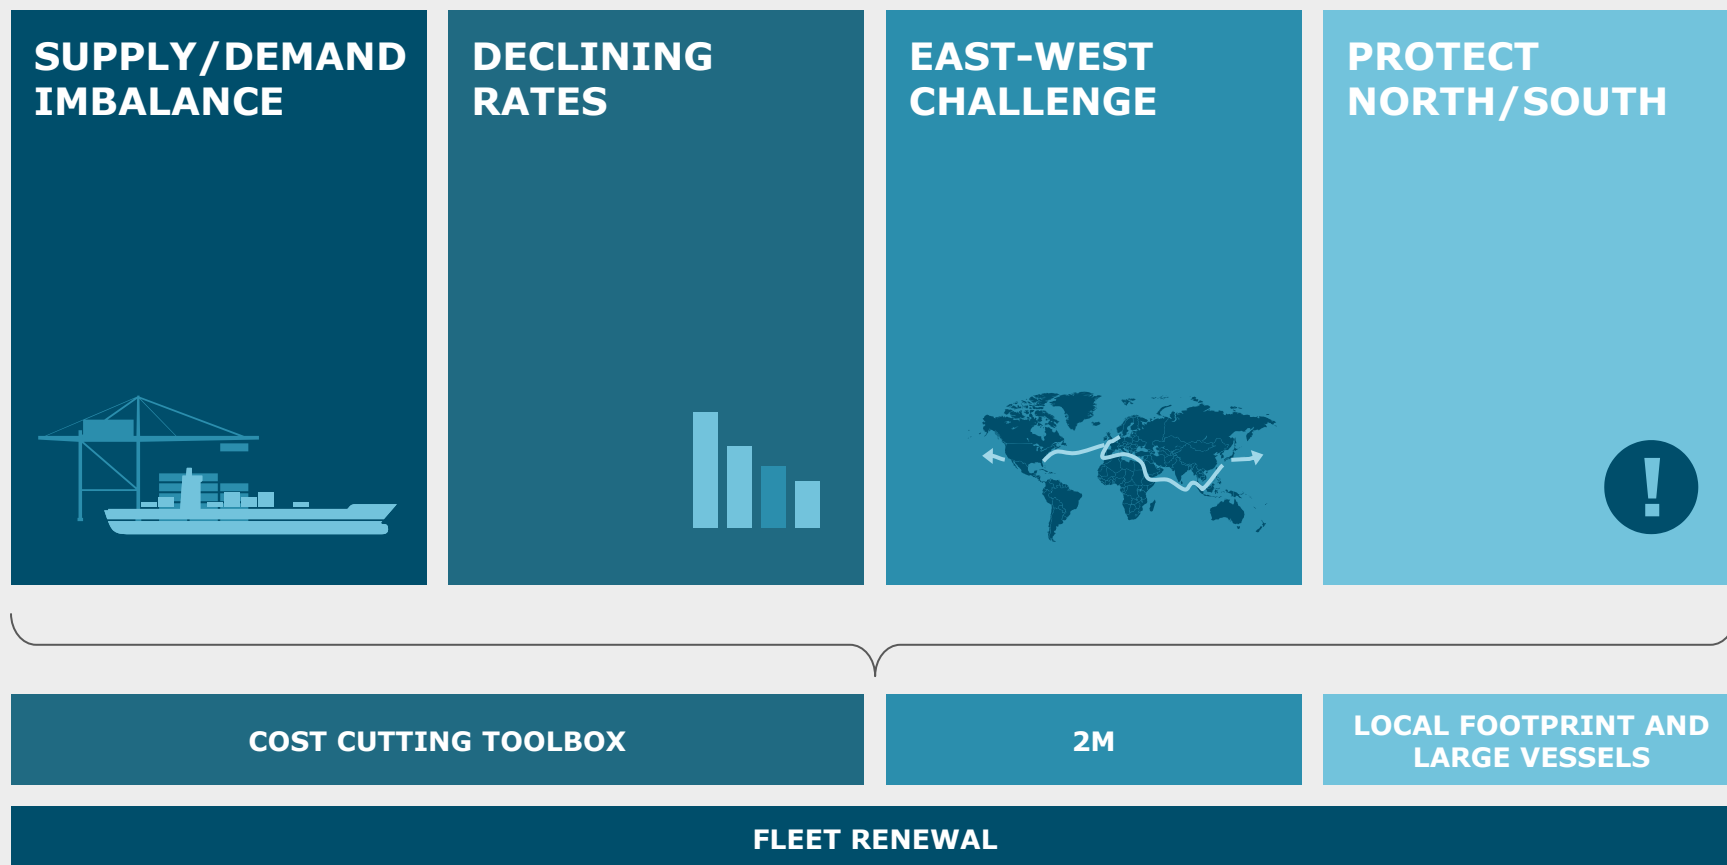 SUPPLY/DEMAND
IMBALANCE
DECLINING
RATES
EAST-WEST
CHALLENGE
PROTECT
NORTH/SOUTH
!
COST CUTTING TOOLBOX
2M
LOCAL FOOTPRINT AND
LARGE VESSELS
FLEET RENEWAL